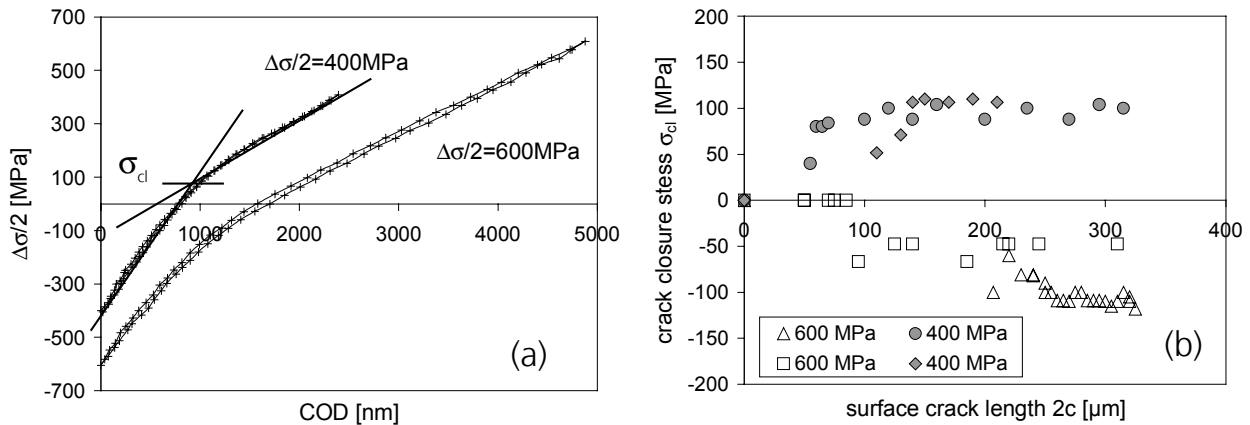 700
500
300
100
-100
-300
-500
-700
Δσ/2 [MPa]
Δσ/2=400MPa
σcl
Δσ/2=600MPa
0 1000 2000 3000 4000 5000
(a)
COD [nm]
200
150
100
50
0
-50
-100
-150
-200
crack closure stess σcl [MPa]
0 100 200 300 400
600 MPa 400 MPa
600 MPa 400 MPa
(b)
surface crack length 2c [µm]